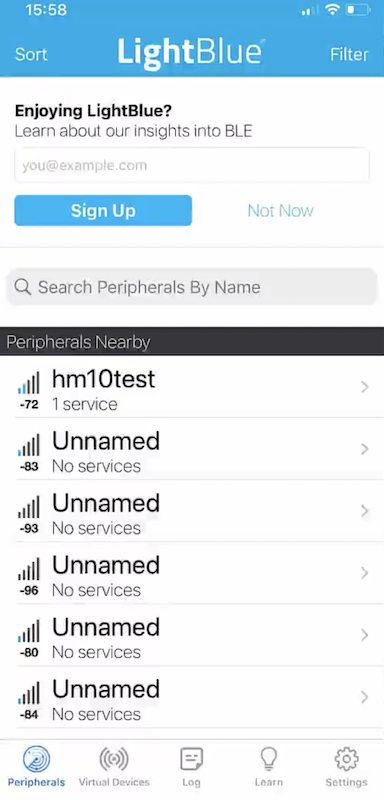 15:58
Sort LightBlue Filter
Enjoying LightBlue?
Learn about our insights into BLE
you@example.com
Sign Up Not Now
Search Peripherals By Name
Peripherals Nearby
hm10test
-72 1 service
Unnamed
-83 No services
Unnamed
-93 No services
Unnamed
-96 No services
Unnamed
-80 No services
Unnamed
-84 No services
Peripherals Virtual Devices Log Learn Settings